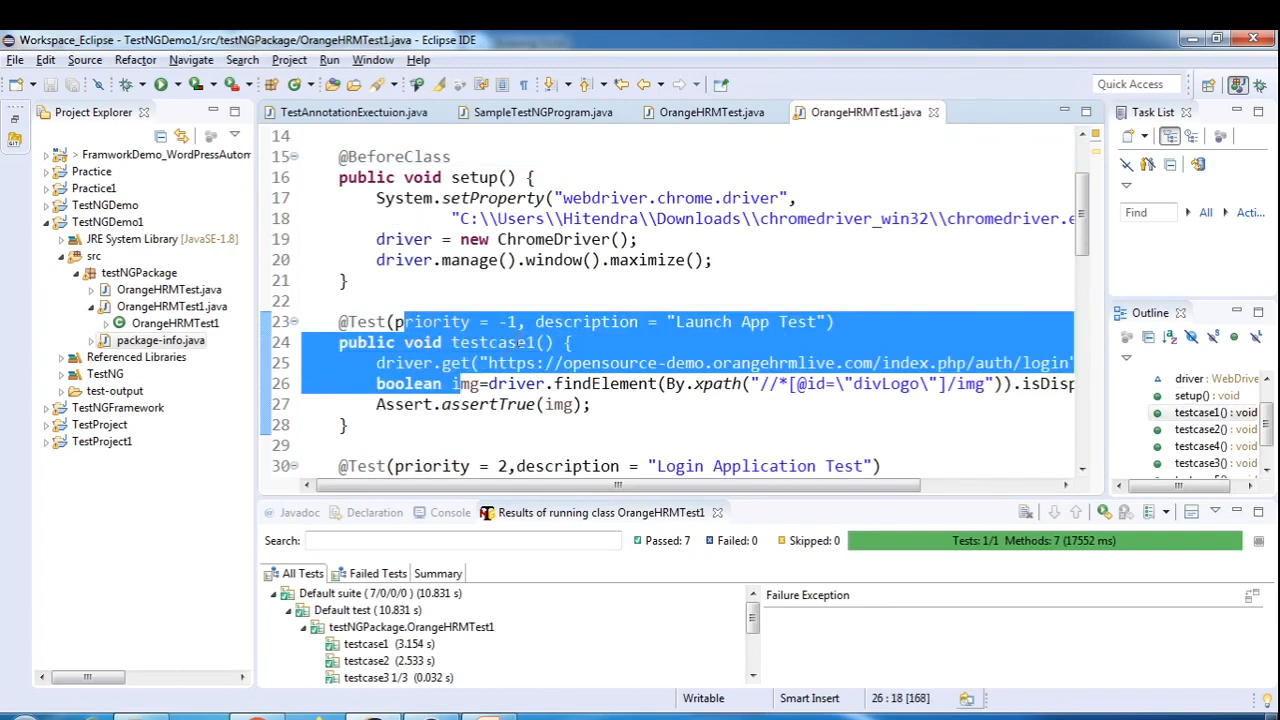 Workspace_Eclipse - TestNGDemo1/src/testNGPackage/OrangeHRMTest1.java - Eclipse IDE
File Edit Source Refactor Navigate Search Project Run Window Help
Quick Access
Project Explorer
TestAnnotationExectuion.java SampleTestNGProgram.java OrangeHRMTest.java OrangeHRMTest1.java
Task List
> FramworkDemo_WordPressAutom
Practice
Practice1
TestNGDemo
TestNGDemo1
JRE System Library [JavaSE-1.8]
src
testNGPackage
OrangeHRMTest.java
OrangeHRMTest1.java
OrangeHRMTest1
package-info.java
Referenced Libraries
TestNG
test-output
TestNGFramework
TestProject
TestProject1
14
15 @BeforeClass
16 public void setup() {
17 System.setProperty("webdriver.chrome.driver",
18 "C:\\Users\\Hitendra\\Downloads\\chromedriver_win32\\chromedriver.e
19 driver = new ChromeDriver();
20 driver.manage().window().maximize();
21 }
22
23 @Test(priority = -1, description = "Launch App Test")
24 public void testcase1() {
25 driver.get("https://opensource-demo.orangehrmlive.com/index.php/auth/login"
26 boolean img=driver.findElement(By.xpath("//*[@id=\"divLogo\"]/img")).isDisp
27 Assert.assertTrue(img);
28 }
29
30 @Test(priority = 2,description = "Login Application Test")
Find All Acti...
Outline
driver : WebDrive
setup() : void
testcase1() : void
testcase2() : void
testcase4() : void
testcase3() : void
Javadoc Declaration Console Results of running class OrangeHRMTest1
Search: Passed: 7 Failed: 0 Skipped: 0 Tests: 1/1 Methods: 7 (17552 ms)
All Tests Failed Tests Summary
Failure Exception
Default suite ( 7/0/0/0 ) (10.831 s)
Default test ( 10.831 s)
testNGPackage.OrangeHRMTest1
testcase1 (3.154 s)
testcase2 (2.533 s)
testcase3 1/3 (0.032 s)
Writable Smart Insert 26 : 18 [168]